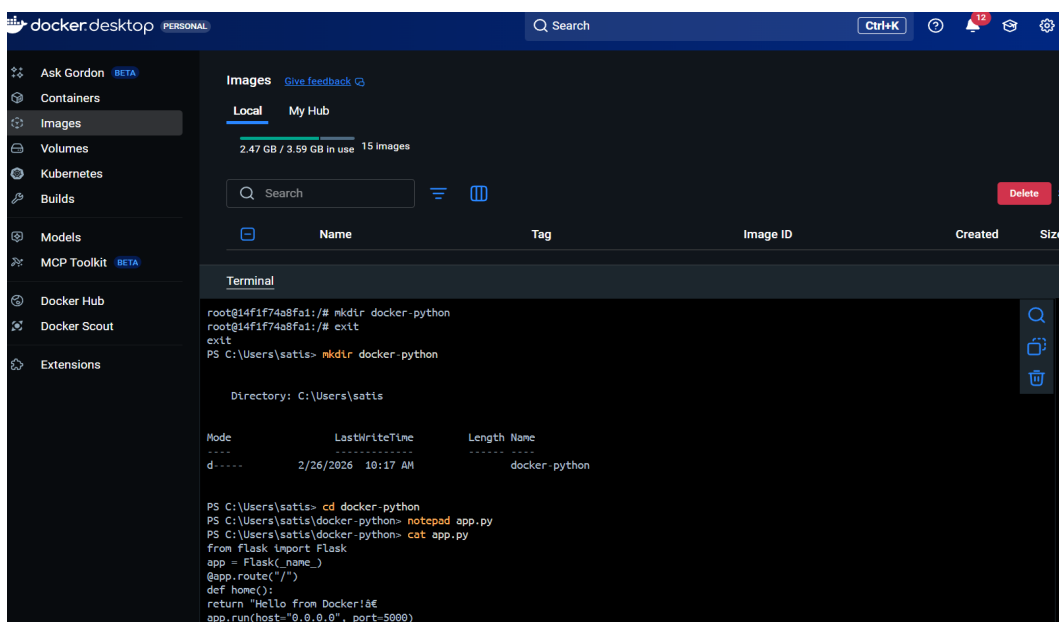 docker.desktop PERSONAL
Search
Ctrl+K
12
Ask Gordon BETA
Containers
Images
Volumes
Kubernetes
Builds
Models
MCP Toolkit BETA
Docker Hub
Docker Scout
Extensions
Images Give feedback
Local My Hub
2.47 GB / 3.59 GB in use 15 images
Search
Delete
Name Tag Image ID Created Size
Terminal
root@14f1f74a8fa1:/# mkdir docker-python
root@14f1f74a8fa1:/# exit
exit
PS C:\Users\satis> mkdir docker-python
Directory: C:\Users\satis
Mode LastWriteTime Length Name
---- ------------- ------ ----
d----- 2/26/2026 10:17 AM docker-python
PS C:\Users\satis> cd docker-python
PS C:\Users\satis\docker-python> notepad app.py
PS C:\Users\satis\docker-python> cat app.py
from flask import Flask
app = Flask(_name_)
@app.route("/")
def home():
return "Hello from Docker!â€
app.run(host="0.0.0.0", port=5000)